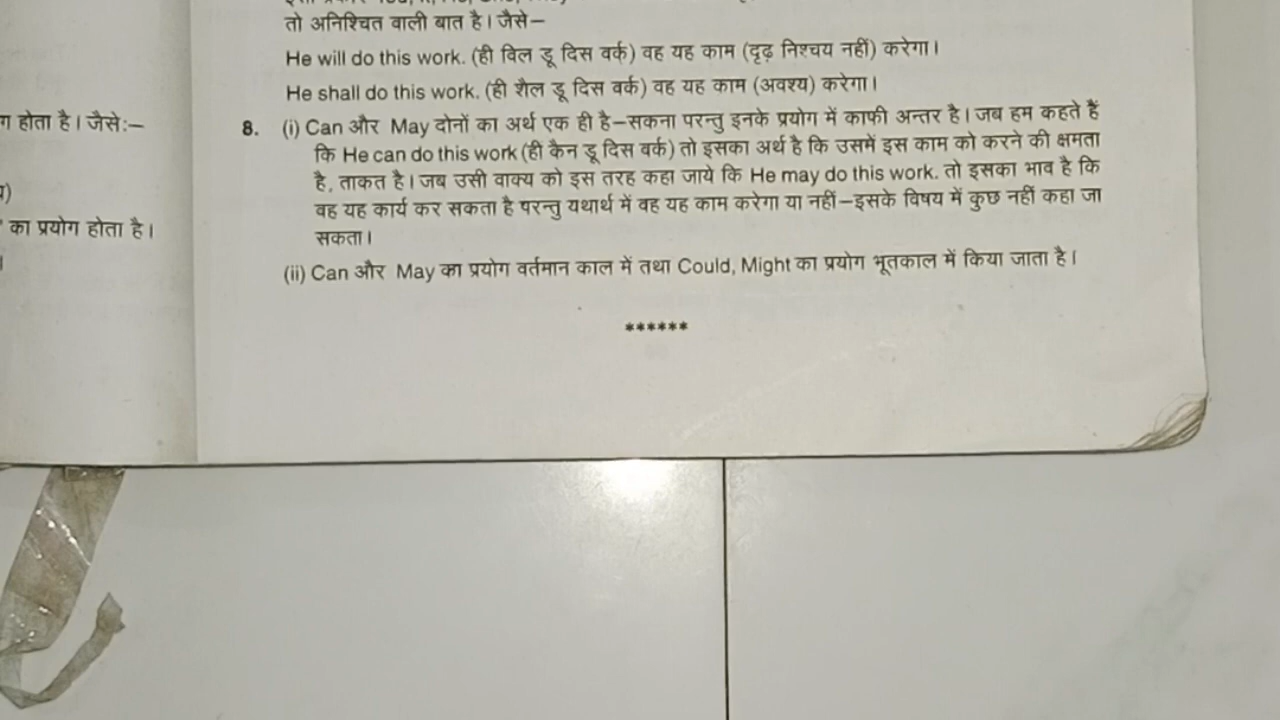 तो अनिश्चित वाली बात है। जैसे—
He will do this work. (ही विल डू दिस वर्क) वह यह काम (दृढ़ निश्चय नहीं) करेगा।
He shall do this work. (ही शैल डू दिस वर्क) वह यह काम (अवश्य) करेगा।
8. (i) Can और May दोनों का अर्थ एक ही है—सकना परन्तु इनके प्रयोग में काफी अन्तर है। जब हम कहते हैं
कि He can do this work (ही कैन डू दिस वर्क) तो इसका अर्थ है कि उसमें इस काम को करने की क्षमता
है, ताकत है। जब उसी वाक्य को इस तरह कहा जाये कि He may do this work. तो इसका भाव है कि
वह यह कार्य कर सकता है परन्तु यथार्थ में वह यह काम करेगा या नहीं—इसके विषय में कुछ नहीं कहा जा
सकता।
(ii) Can और May का प्रयोग वर्तमान काल में तथा Could, Might का प्रयोग भूतकाल में किया जाता है।
******
होता है। जैसे:—
का प्रयोग होता है।